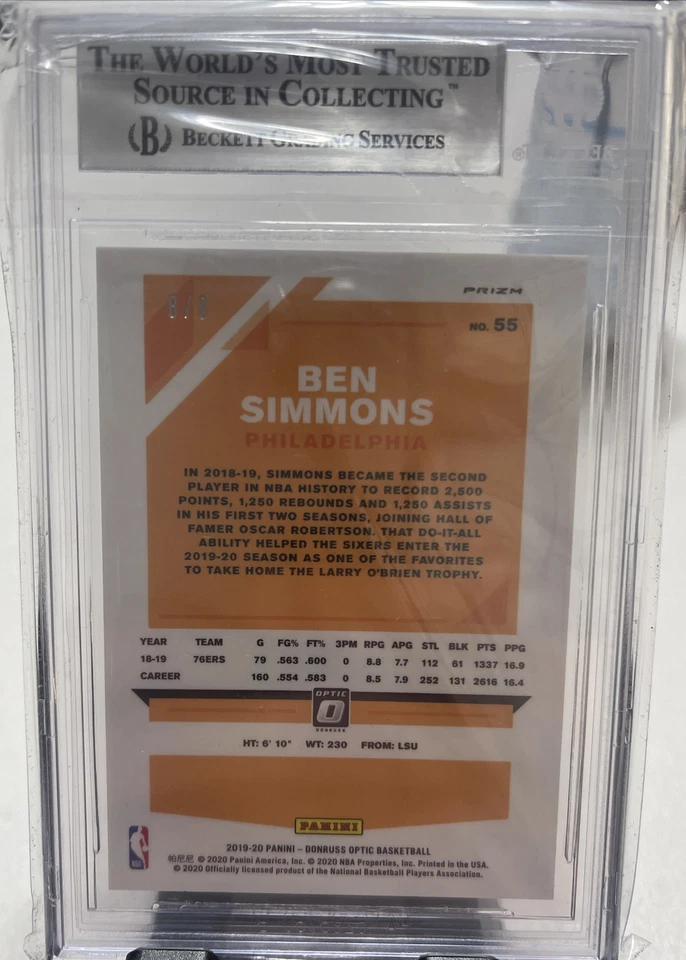 THE WORLD'S MOST TRUSTED
SOURCE IN COLLECTING™
B BECKETT GRADING SERVICES
PRIZM
8/8
NO. 55
BEN
SIMMONS
PHILADELPHIA
IN 2018-19, SIMMONS BECAME THE SECOND
PLAYER IN NBA HISTORY TO RECORD 2,500
POINTS, 1,250 REBOUNDS AND 1,250 ASSISTS
IN HIS FIRST TWO SEASONS, JOINING HALL OF
FAMER OSCAR ROBERTSON. THAT DO-IT-ALL
ABILITY HELPED THE SIXERS ENTER THE
2019-20 SEASON AS ONE OF THE FAVORITES
TO TAKE HOME THE LARRY O'BRIEN TROPHY.
YEAR TEAM G FG% FT% 3PM RPG APG STL BLK PTS PPG
18-19 76ERS 79 .563 .600 0 8.8 7.7 112 61 1337 16.9
CAREER 160 .554 .583 0 8.5 7.9 252 131 2616 16.4
OPTIC
O
DONRUSS
HT: 6' 10" WT: 230 FROM: LSU
PANINI
2019-20 PANINI – DONRUSS OPTIC BASKETBALL
帕尼尼 © 2020 Panini America, Inc. © 2020 NBA Properties, Inc. Printed in the USA.
© 2020 Officially licensed product of the National Basketball Players Association.